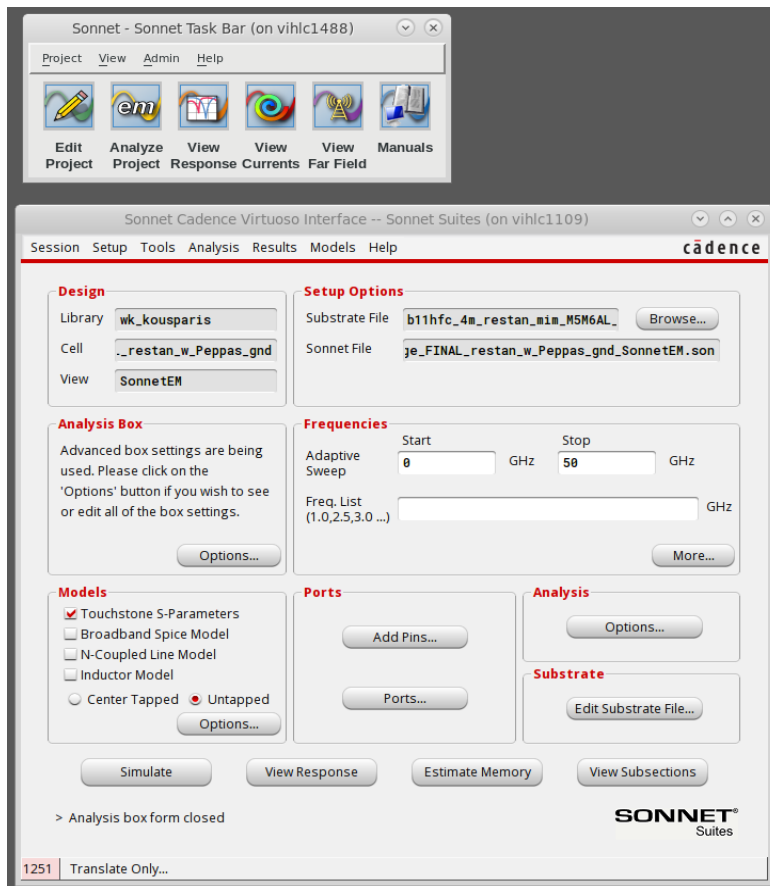 Sonnet - Sonnet Task Bar (on vihlc1488)
Project View Admin Help
em
Edit Project
Analyze Project
View Response
View Currents
View Far Field
Manuals
Sonnet Cadence Virtuoso Interface -- Sonnet Suites (on vihlc1109)
Session Setup Tools Analysis Results Models Help
cādence
Design
Library wk_kousparis
Cell ._restan_w_Peppas_gnd
View SonnetEM
Setup Options
Substrate File b11hfc_4m_restan_mim_M5M6AL_ Browse...
Sonnet File ge_FINAL_restan_w_Peppas_gnd_SonnetEM.son
Analysis Box
Advanced box settings are being
used. Please click on the
'Options' button if you wish to see
or edit all of the box settings.
Options...
Frequencies
Start Stop
Adaptive Sweep 0 GHz 50 GHz
Freq. List
(1.0,2.5,3.0 ...) GHz
More...
Models
Touchstone S-Parameters
Broadband Spice Model
N-Coupled Line Model
Inductor Model
Center Tapped Untapped
Options...
Ports
Add Pins...
Ports...
Analysis
Options...
Substrate
Edit Substrate File...
Simulate View Response Estimate Memory View Subsections
> Analysis box form closed
SONNET®
Suites
1251 Translate Only...